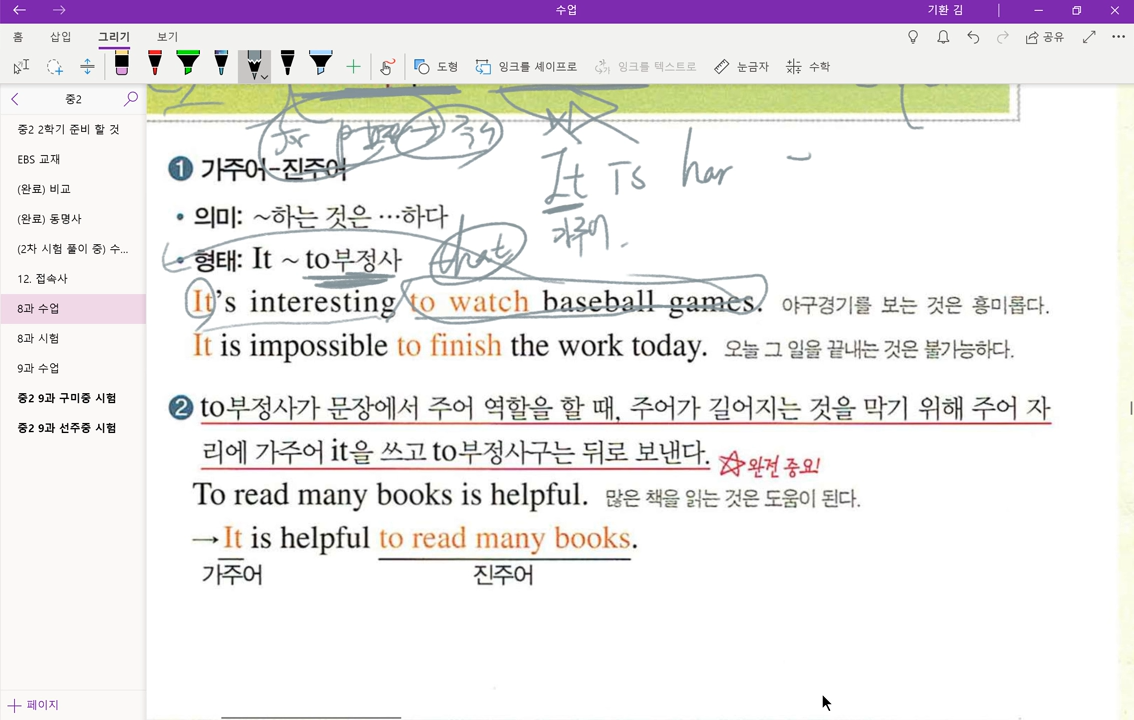 수업
기환 김
홈 삽입 그리기 보기
도형 잉크를 셰이프로 잉크를 텍스트로 눈금자 수학 공유
중2
중2 2학기 준비 할 것
EBS 교재
(완료) 비교
(완료) 동명사
(2차 시험 풀이 중) 수...
12. 접속사
8과 수업
8과 시험
9과 수업
중2 9과 구미중 시험
중2 9과 선주중 시험
페이지
for
It is har
가주어.
1 가주어-진주어
• 의미: ~하는 것은 …하다
• 형태: It ~ to부정사 that
It's interesting to watch baseball games. 야구경기를 보는 것은 흥미롭다.
It is impossible to finish the work today. 오늘 그 일을 끝내는 것은 불가능하다.
2 to부정사가 문장에서 주어 역할을 할 때, 주어가 길어지는 것을 막기 위해 주어 자
리에 가주어 it을 쓰고 to부정사구는 뒤로 보낸다. ☆완전 중요!
To read many books is helpful. 많은 책을 읽는 것은 도움이 된다.
→ It is helpful to read many books.
가주어 진주어